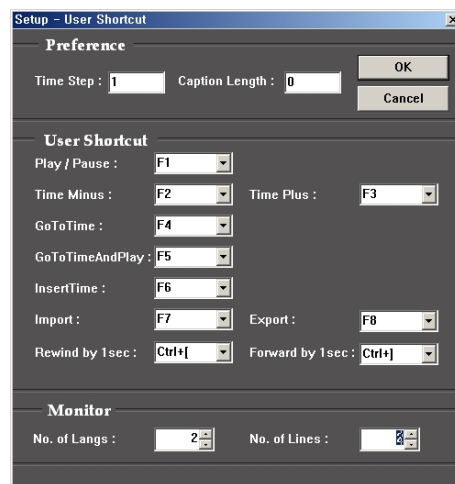 Setup - User Shortcut
Preference
Time Step : 1 Caption Length : 0
OK
Cancel
User Shortcut
Play / Pause : F1
Time Minus : F2 Time Plus : F3
GoToTime : F4
GoToTimeAndPlay : F5
InsertTime : F6
Import : F7 Export : F8
Rewind by 1sec : Ctrl+[ Forward by 1sec : Ctrl+]
Monitor
No. of Langs : 2 No. of Lines : 2